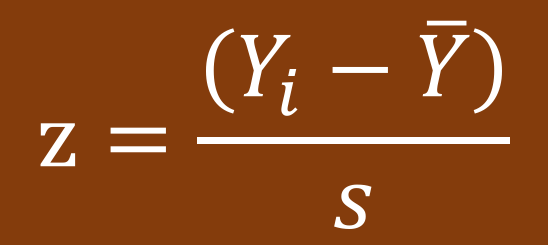 z = (Yᵢ − Ȳ) / s